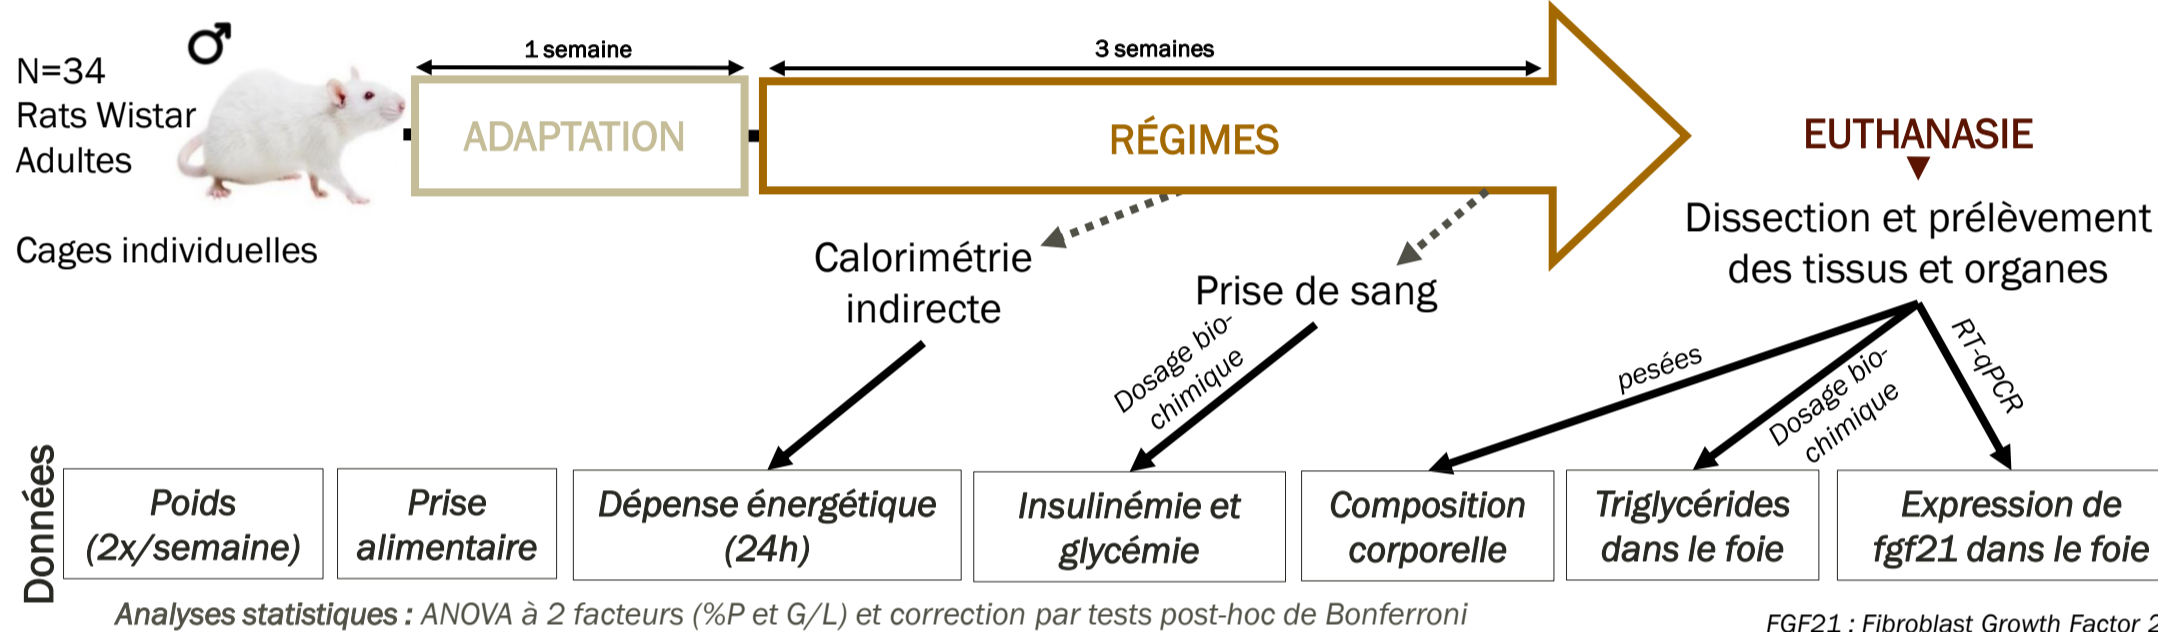 N=34
Rats Wistar
Adultes
Cages individuelles
1 semaine
ADAPTATION
3 semaines
RÉGIMES
EUTHANASIE
Dissection et prélèvement
des tissus et organes
Calorimétrie
indirecte
Prise de sang
Dosage bio-
chimique
pesées
Dosage bio-
chimique
RT-qPCR
Données
Poids
(2x/semaine)
Prise
alimentaire
Dépense énergétique
(24h)
Insulinémie et
glycémie
Composition
corporelle
Triglycérides
dans le foie
Expression de
fgf21 dans le foie
Analyses statistiques : ANOVA à 2 facteurs (%P et G/L) et correction par tests post-hoc de Bonferroni
FGF21 : Fibroblast Growth Factor 2